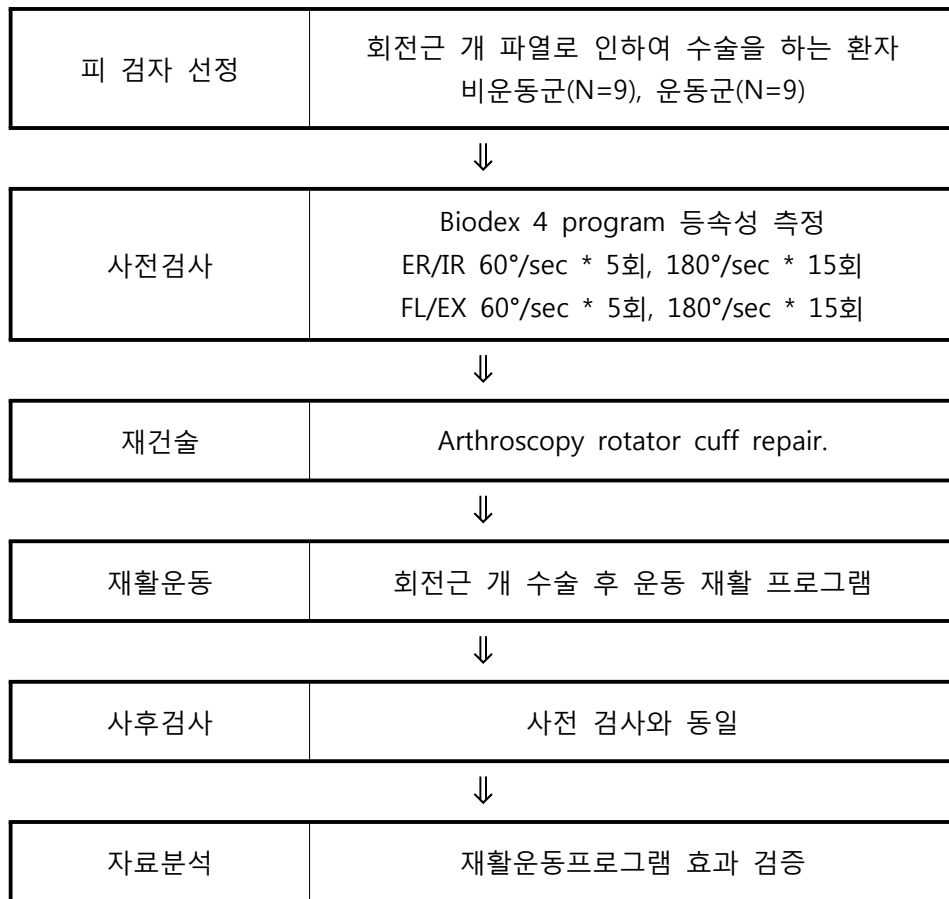 피 검자 선정
회전근 개 파열로 인하여 수술을 하는 환자
비운동군(N=9), 운동군(N=9)
⇓
사전검사
Biodex 4 program 등속성 측정
ER/IR 60°/sec * 5회, 180°/sec * 15회
FL/EX 60°/sec * 5회, 180°/sec * 15회
⇓
재건술
Arthroscopy rotator cuff repair.
⇓
재활운동
회전근 개 수술 후 운동 재활 프로그램
⇓
사후검사
사전 검사와 동일
⇓
자료분석
재활운동프로그램 효과 검증